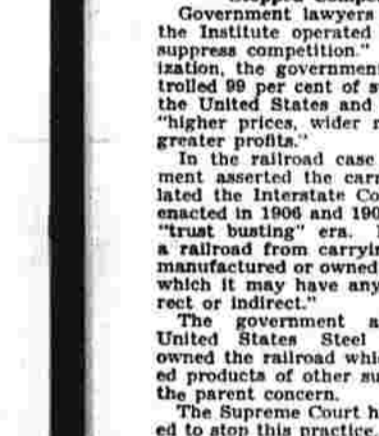 Government lawyers
the Institute operated
suppress competition."
ization, the government
trolled 99 per cent of s
the United States and
"higher prices, wider m
greater profits."
In the railroad case
ment asserted the carr
lated the Interstate Co
enacted in 1906 and 190
"trust busting" era.
a railroad from carryin
manufactured or owned
which it may have any
rect or indirect."
The government a
United States Steel
owned the railroad whic
ed products of other su
the parent concern.
The Supreme Court h
ed to stop this practice.